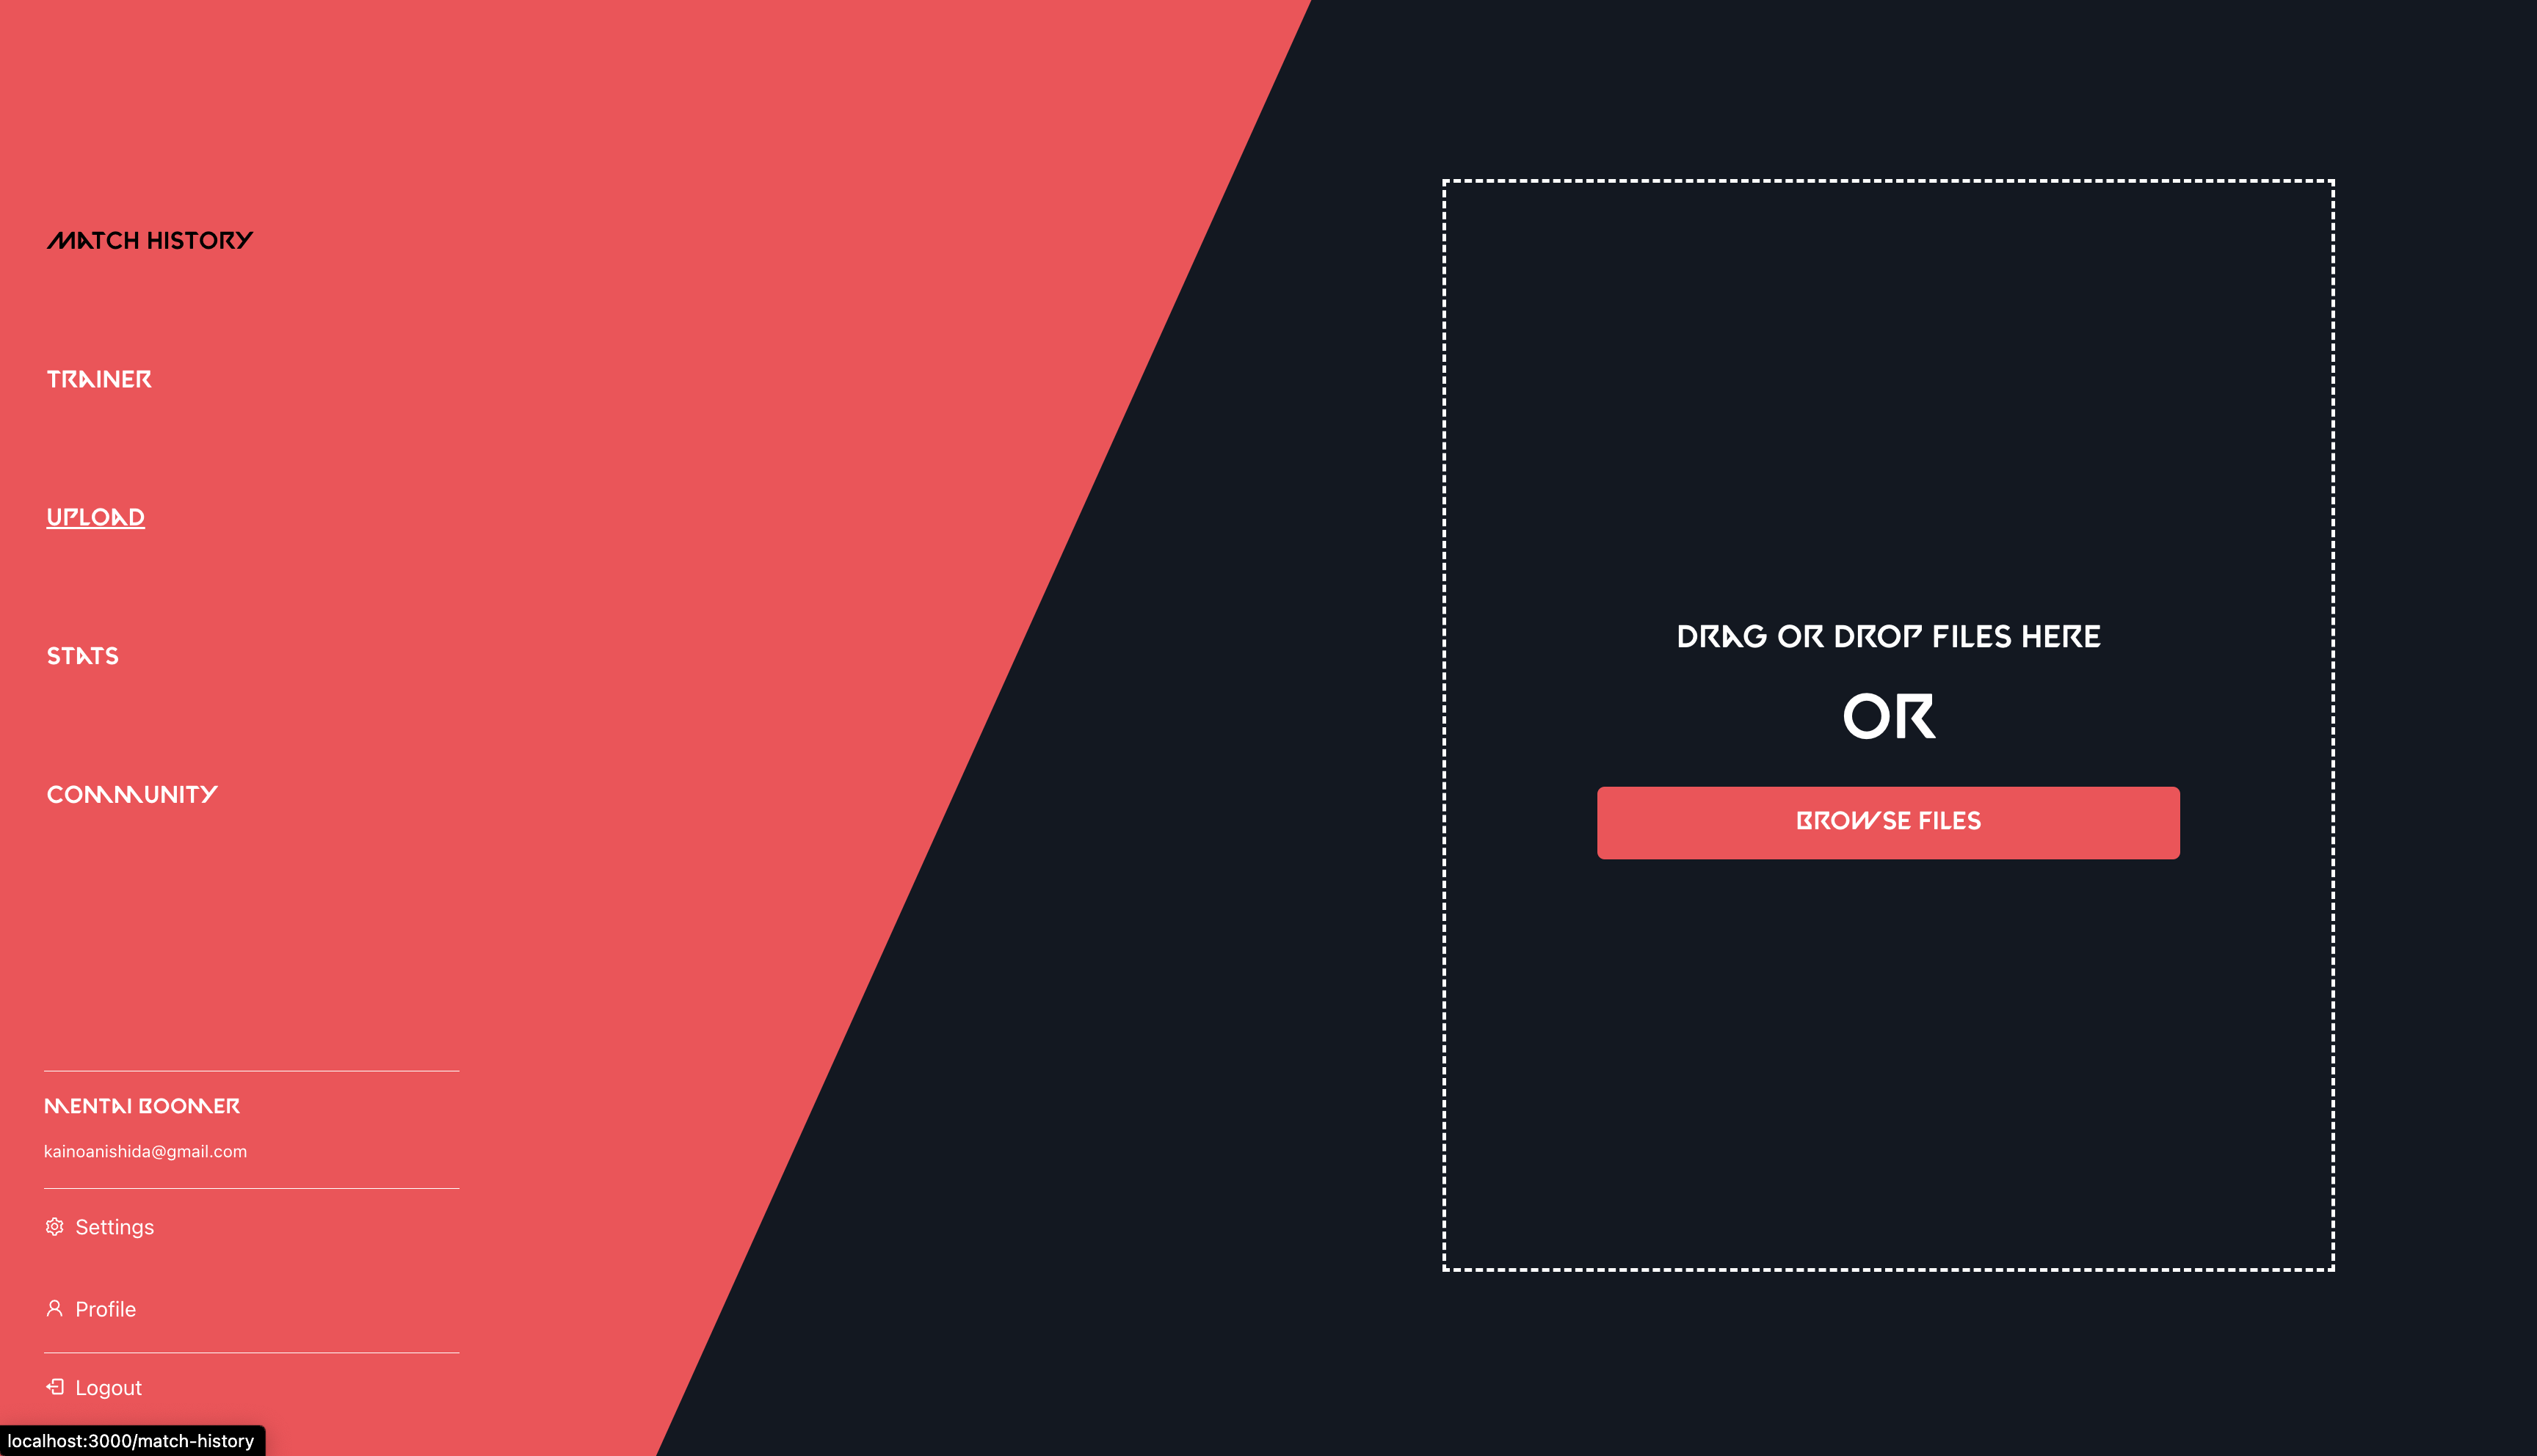 MATCH HISTORY
TRAINER
UPLOAD
STATS
COMMUNITY
MENTAI BOOMER
kainoanishida@gmail.com
Settings
Profile
Logout
localhost:3000/match-history
DRAG OR DROP FILES HERE
OR
BROWSE FILES